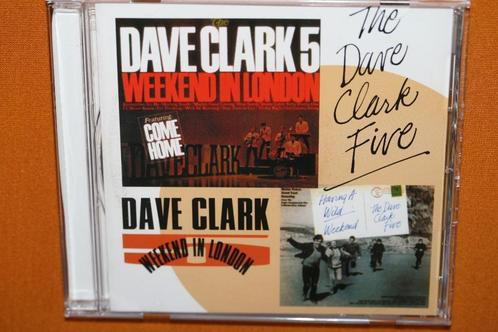 The
DAVE CLARK 5
WEEKEND IN LONDON
Featuring
COME
HOME
DAVE CLARK
The
Dave
Clark
Five
DAVE CLARK
WEEKEND IN LONDON
Having A
Wild
Weekend
The Dave
Clark
Five